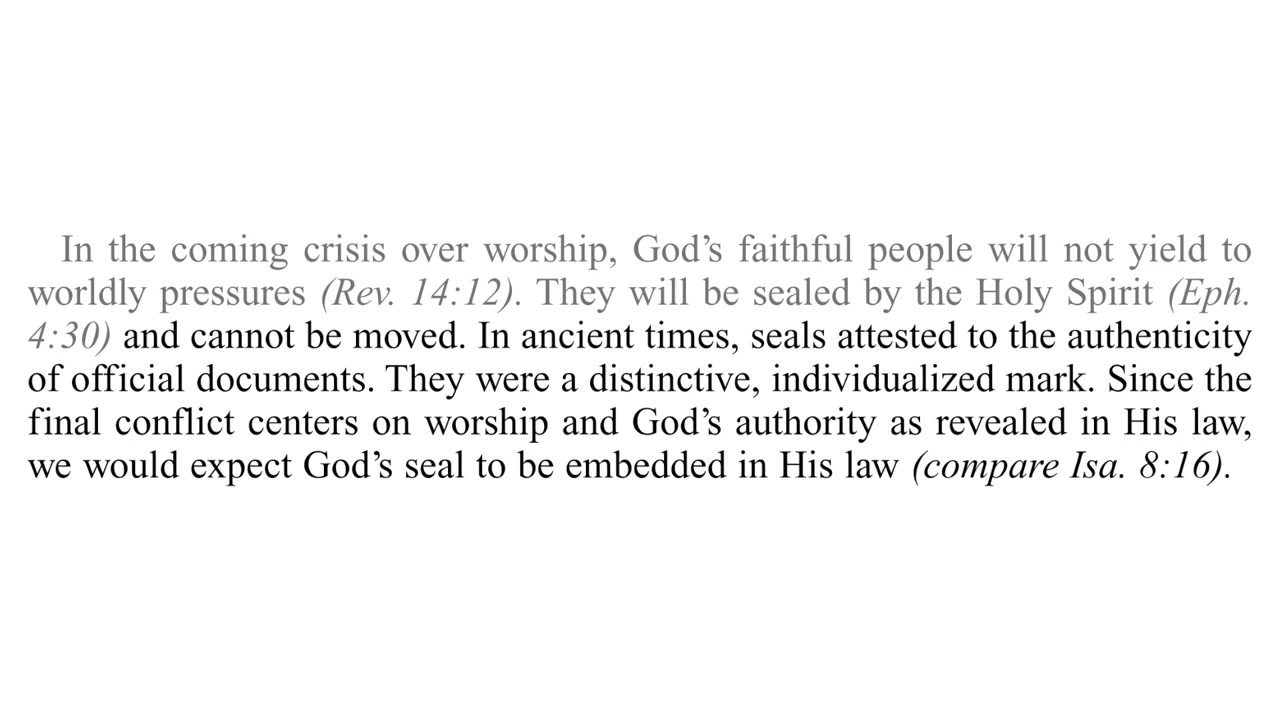 In the coming crisis over worship, God’s faithful people will not yield to
worldly pressures (Rev. 14:12). They will be sealed by the Holy Spirit (Eph.
4:30) and cannot be moved. In ancient times, seals attested to the authenticity
of official documents. They were a distinctive, individualized mark. Since the
final conflict centers on worship and God’s authority as revealed in His law,
we would expect God’s seal to be embedded in His law (compare Isa. 8:16).